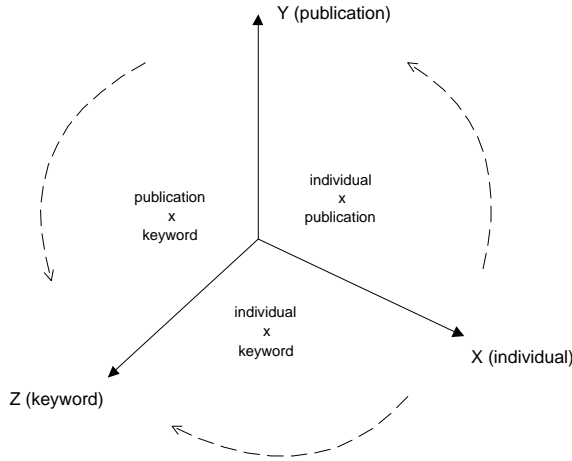 Y (publication)
individual
x
publication
publication
x
keyword
individual
x
keyword
X (individual)
Z (keyword)